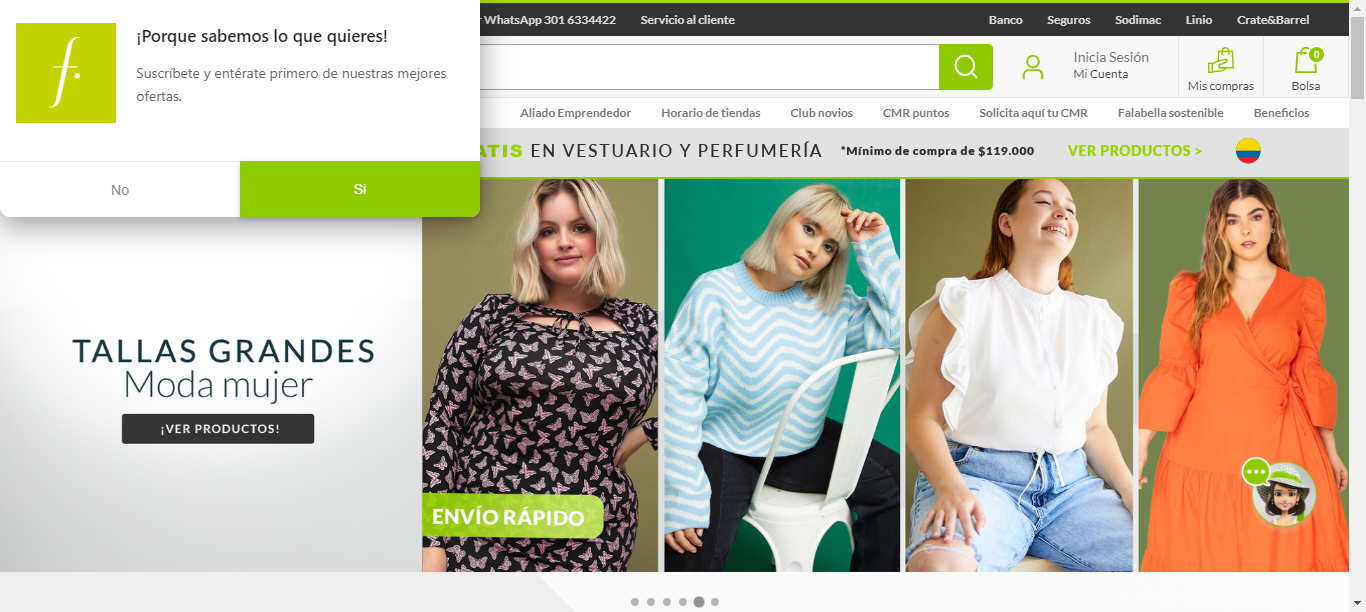 ¡Porque sabemos lo que quieres!
Suscríbete y entérate primero de nuestras mejores
ofertas.
No
Si
WhatsApp 301 6334422
Servicio al cliente
Banco
Seguros
Sodimac
Linio
Crate&Barrel
Inicia Sesión
Mi Cuenta
Mis compras
0
Bolsa
Aliado Emprendedor
Horario de tiendas
Club novios
CMR puntos
Solicita aquí tu CMR
Falabella sostenible
Beneficios
EN VESTUARIO Y PERFUMERÍA
*Mínimo de compra de $119.000
VER PRODUCTOS >
TALLAS GRANDES
Moda mujer
¡VER PRODUCTOS!
ENVÍO RÁPIDO